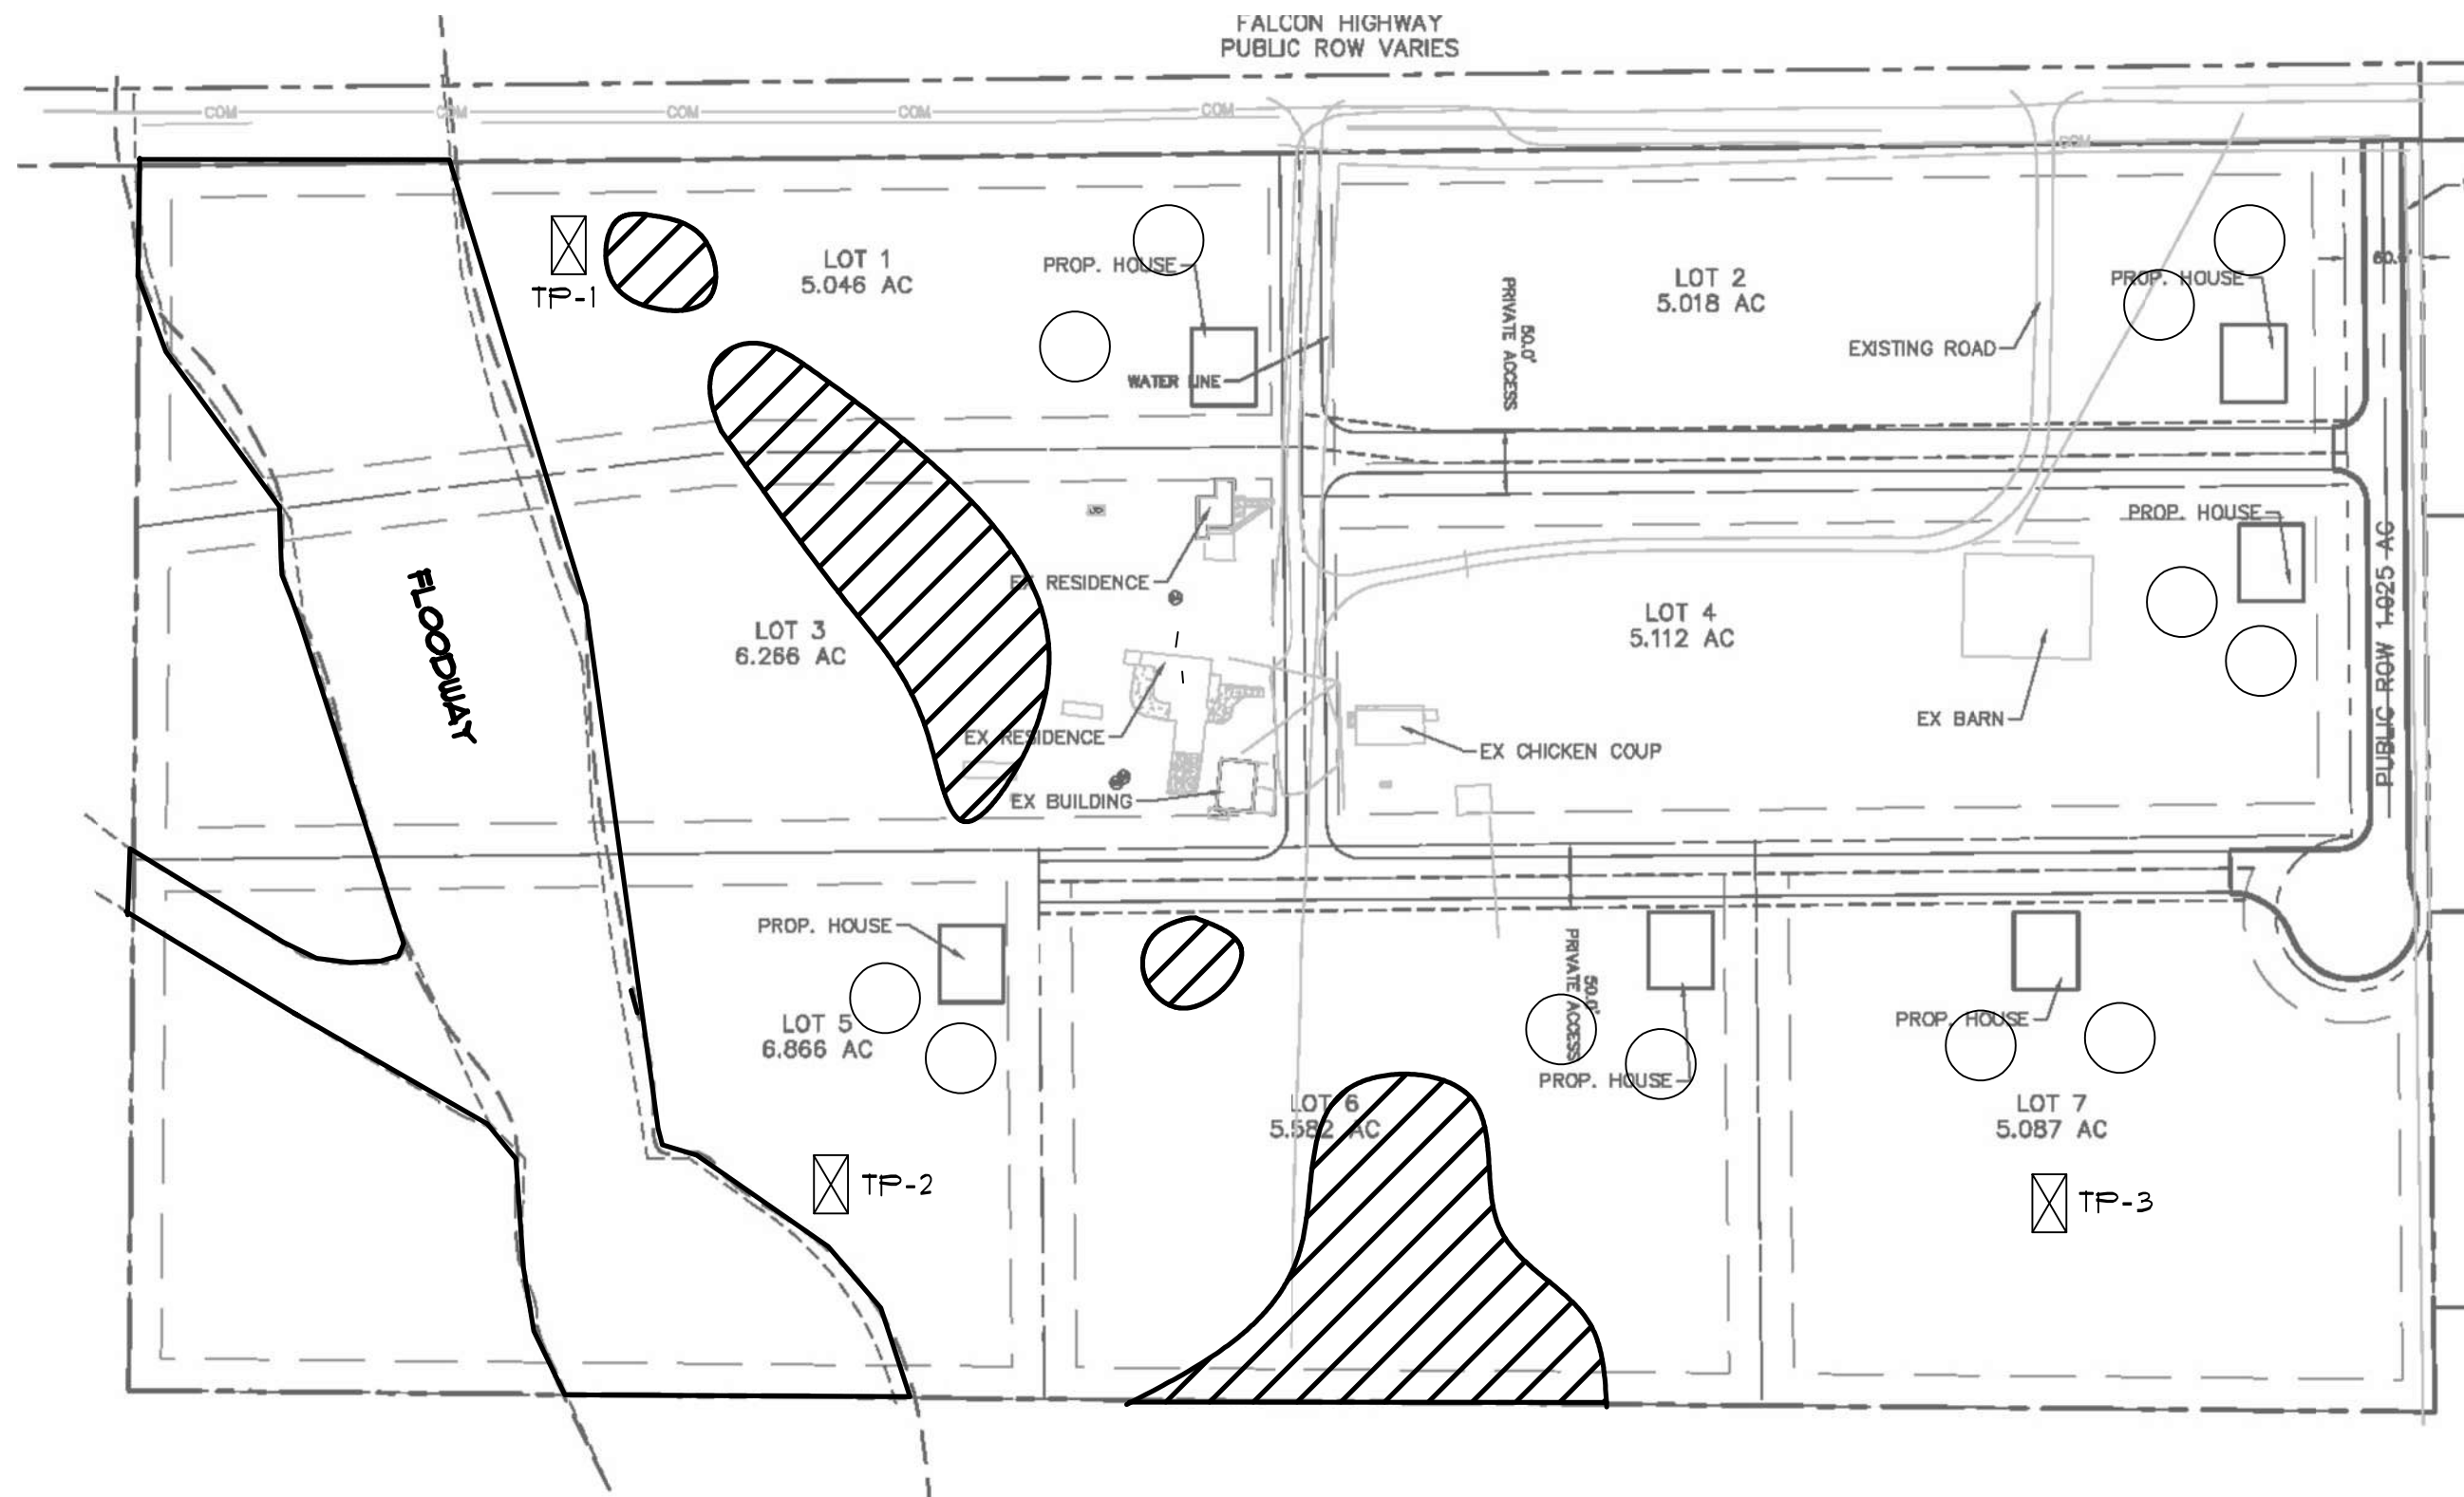 FALCON HIGHWAY
PUBLIC ROW VARIES
COM
COM
COM
COM
COM
COM
TP-1
LOT 1
5.046 AC
PROP. HOUSE
WATER LINE
50.0'
PRIVATE ACCESS
LOT 2
5.018 AC
EXISTING ROAD
PROP. HOUSE
FLOODWAY
LOT 3
6.266 AC
EX RESIDENCE
EX RESIDENCE
EX BUILDING
EX CHICKEN COUP
LOT 4
5.112 AC
EX BARN
PROP. HOUSE
PUBLIC ROW 1.025 AC
PROP. HOUSE
LOT 5
6.866 AC
TP-2
LOT 6
5.582 AC
50.0'
PRIVATE ACCESS
PROP. HOUSE
PROP. HOUSE
LOT 7
5.087 AC
TP-3